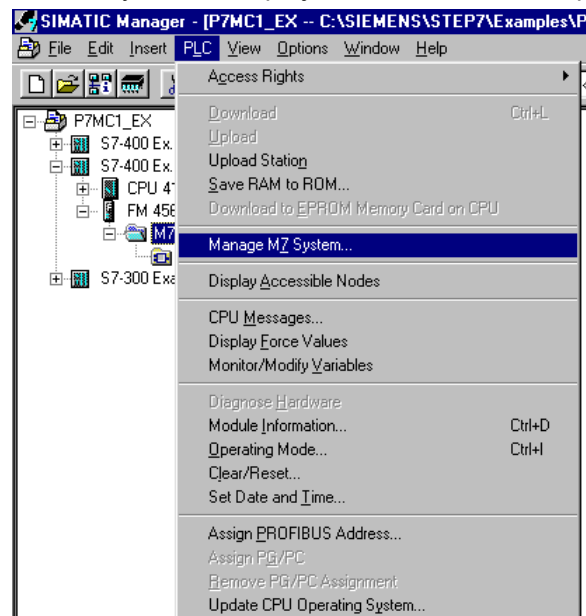 SIMATIC Manager - [P7MC1_EX -- C:\SIEMENS\STEP7\Examples\P
File Edit Insert PLC View Options Window Help
Access Rights
Download Ctrl+L
P7MC1_EX
Upload
S7-400 Ex.
Upload Station
S7-400 Ex.
Save RAM to ROM...
CPU 41
Download to EPROM Memory Card on CPU
FM 456
M7
Manage M7 System...
S7-300 Exa
Display Accessible Nodes
CPU Messages...
Display Force Values
Monitor/Modify Variables
Diagnose Hardware
Module Information... Ctrl+D
Operating Mode... Ctrl+I
Clear/Reset...
Set Date and Time...
Assign PROFIBUS Address...
Assign PG/PC
Remove PG/PC Assignment
Update CPU Operating System...